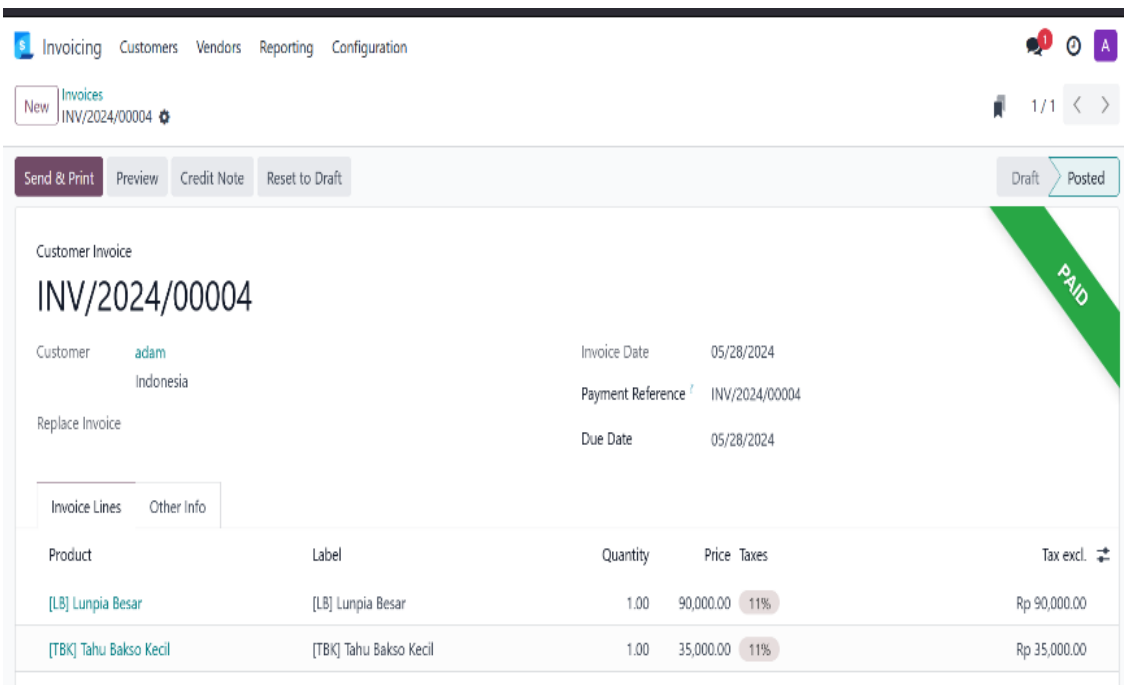 S Invoicing Customers Vendors Reporting Configuration 1 A
New Invoices
INV/2024/00004 1 / 1
Send & Print Preview Credit Note Reset to Draft Draft Posted
PAID
Customer Invoice
INV/2024/00004
Customer adam Invoice Date 05/28/2024
Indonesia
Payment Reference ? INV/2024/00004
Replace Invoice
Due Date 05/28/2024
Invoice Lines Other Info
Product Label Quantity Price Taxes Tax excl.
[LB] Lunpia Besar [LB] Lunpia Besar 1.00 90,000.00 11% Rp 90,000.00
[TBK] Tahu Bakso Kecil [TBK] Tahu Bakso Kecil 1.00 35,000.00 11% Rp 35,000.00